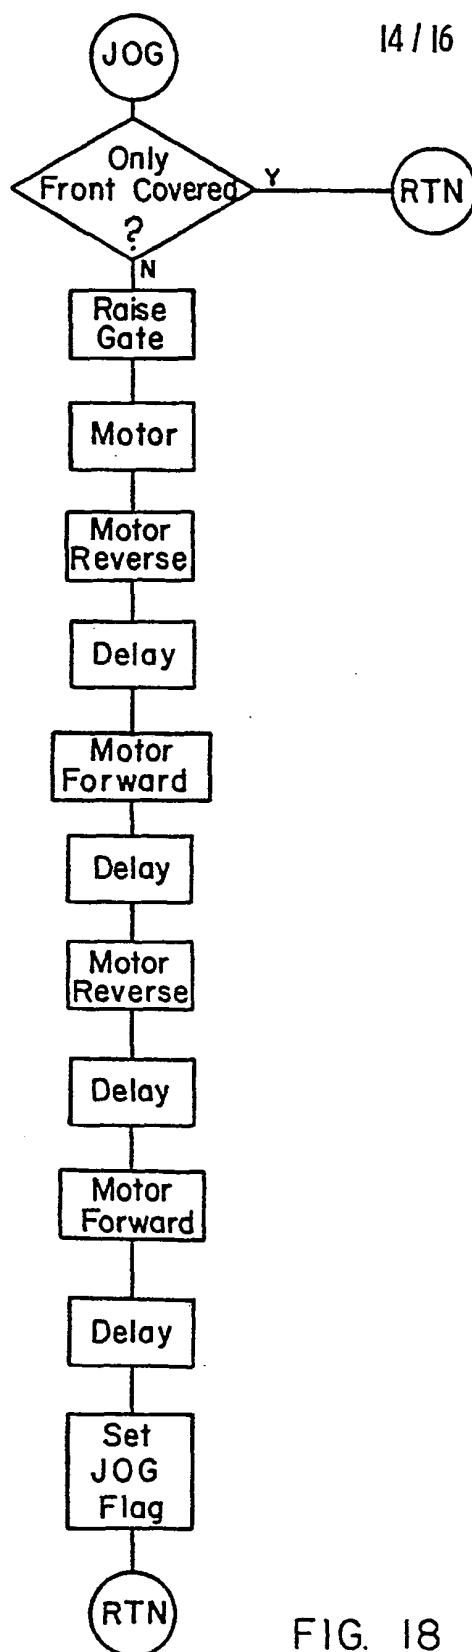 14/16
JOG
Only
Front Covered
?
Y
RTN
N
Raise
Gate
Motor
Motor
Reverse
Delay
Motor
Forward
Delay
Motor
Reverse
Delay
Motor
Forward
Delay
Set
JOG
Flag
RTN
FIG. 18